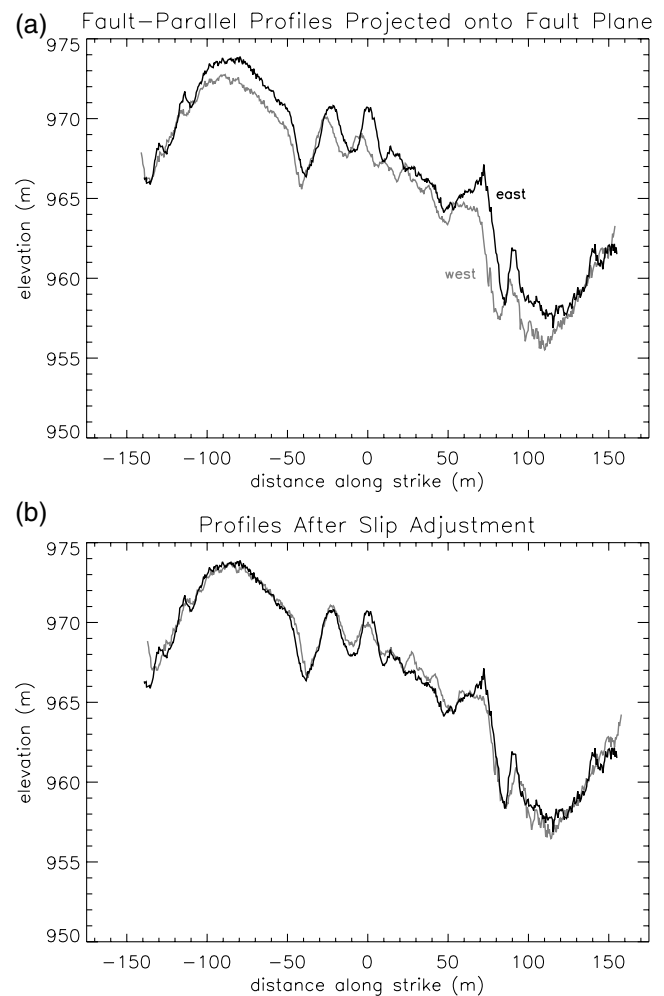 (a) Fault-Parallel Profiles Projected onto Fault Plane
975
970
965
960
955
950
elevation (m)
east
west
-150 -100 -50 0 50 100 150
distance along strike (m)
(b) Profiles After Slip Adjustment
975
970
965
960
955
950
elevation (m)
-150 -100 -50 0 50 100 150
distance along strike (m)